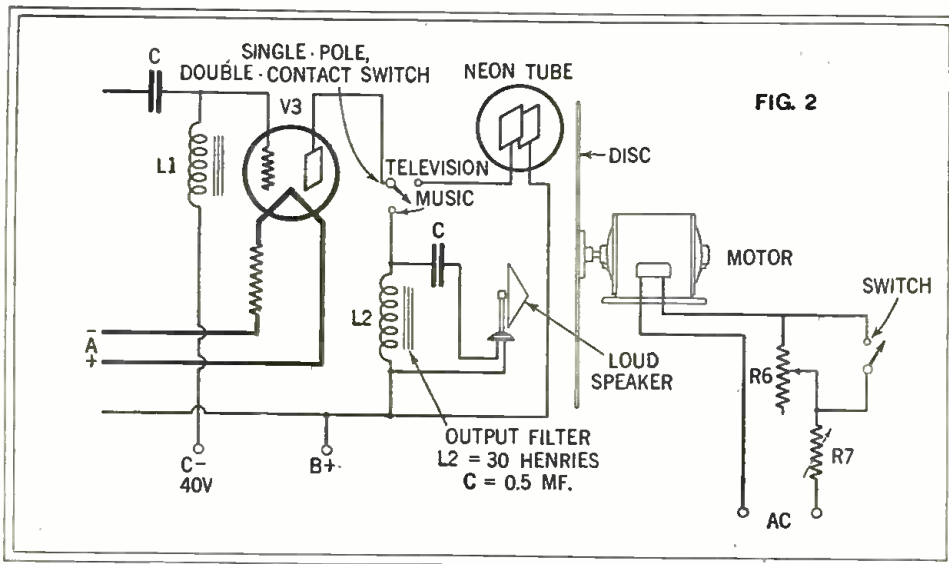 SINGLE-POLE,
DOUBLE-CONTACT SWITCH
C
V3
NEON TUBE
FIG. 2
L1
DISC
TELEVISION
MUSIC
C
MOTOR
SWITCH
L2
LOUD
SPEAKER
R6
-
A
+
R7
OUTPUT FILTER
L2 = 30 HENRIES
C = 0.5 MF.
C-
40V
B+
AC